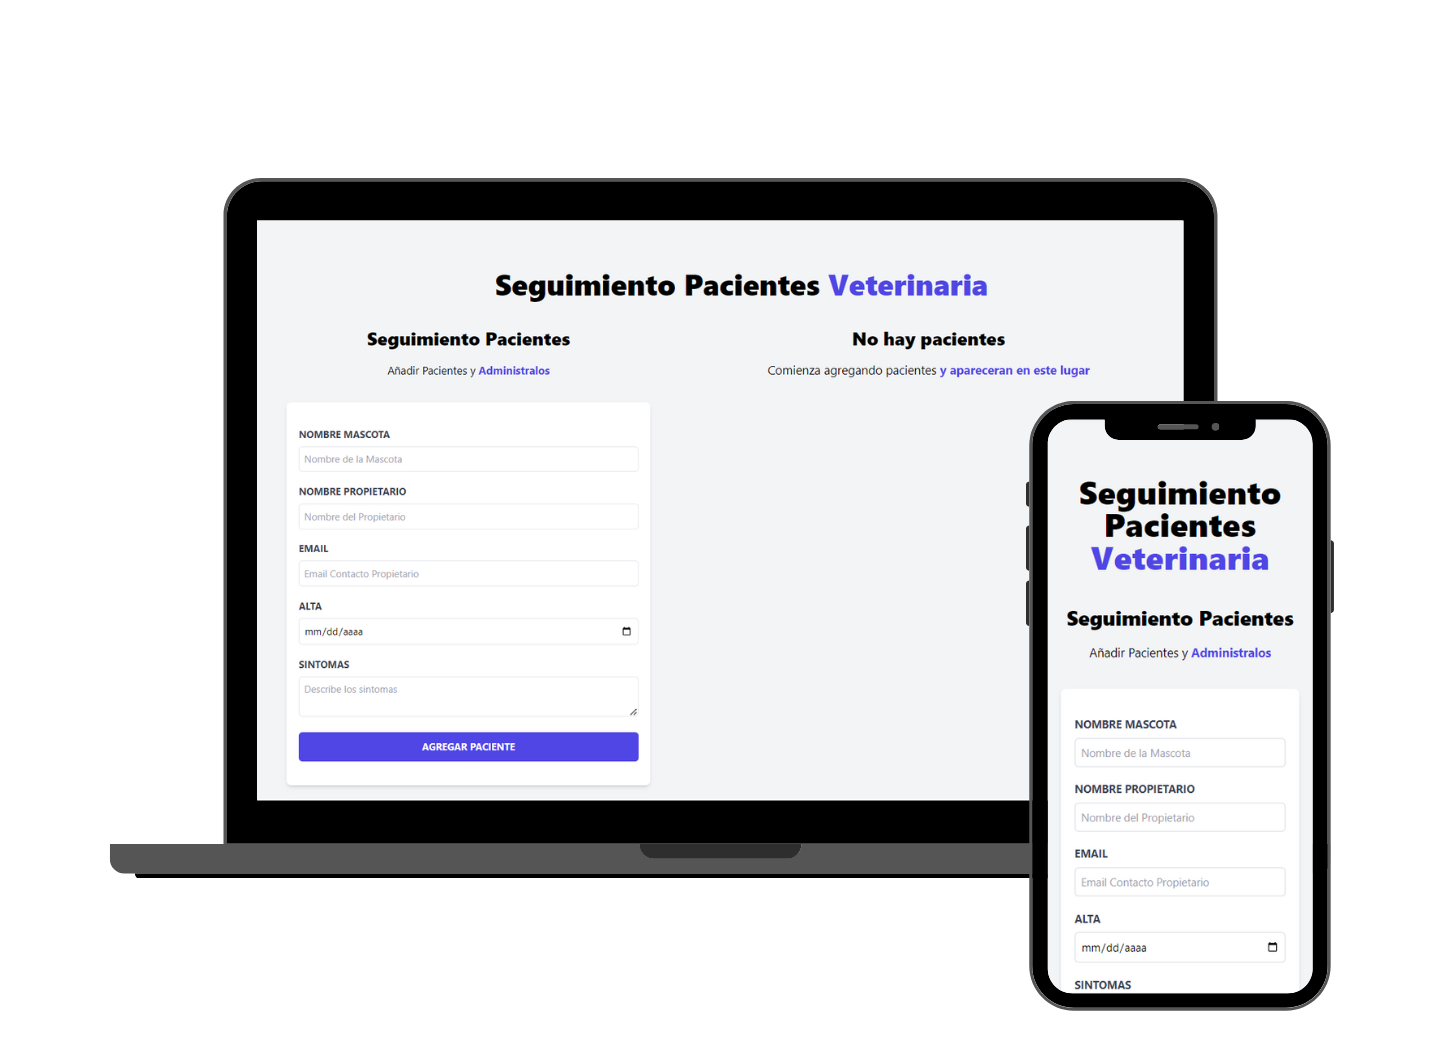 Seguimiento Pacientes Veterinaria
Seguimiento Pacientes
Añadir Pacientes y Administralos
NOMBRE MASCOTA
Nombre de la Mascota
NOMBRE PROPIETARIO
Nombre del Propietario
EMAIL
Email Contacto Propietario
ALTA
mm/dd/aaaa
SINTOMAS
Describe los sintomas
AGREGAR PACIENTE
No hay pacientes
Comienza agregando pacientes y apareceran en este lugar
Seguimiento
Pacientes
Veterinaria
Seguimiento Pacientes
Añadir Pacientes y Administralos
NOMBRE MASCOTA
Nombre de la Mascota
NOMBRE PROPIETARIO
Nombre del Propietario
EMAIL
Email Contacto Propietario
ALTA
mm/dd/aaaa
SINTOMAS